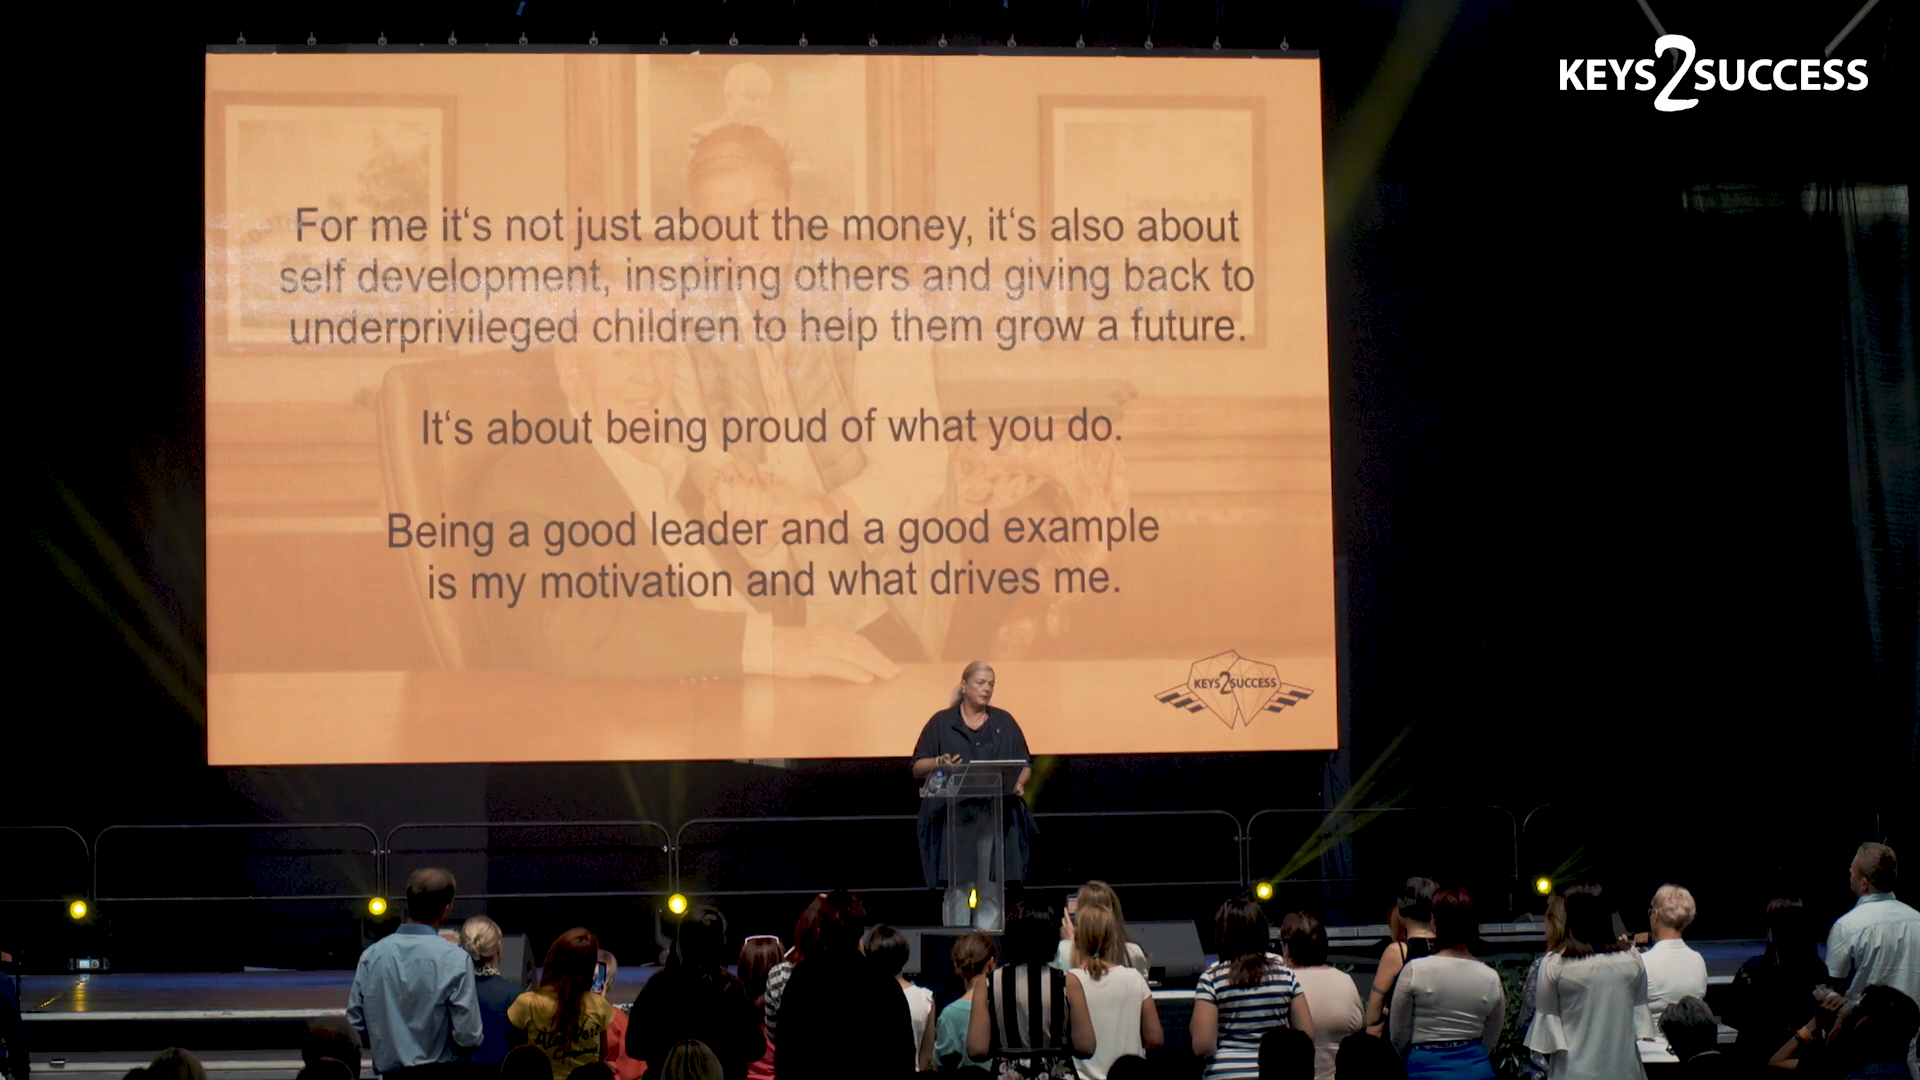 KEYS2SUCCESS
For me it‘s not just about the money, it‘s also about
self development, inspiring others and giving back to
underprivileged children to help them grow a future.
It‘s about being proud of what you do.
Being a good leader and a good example
is my motivation and what drives me.
KEYS2SUCCESS